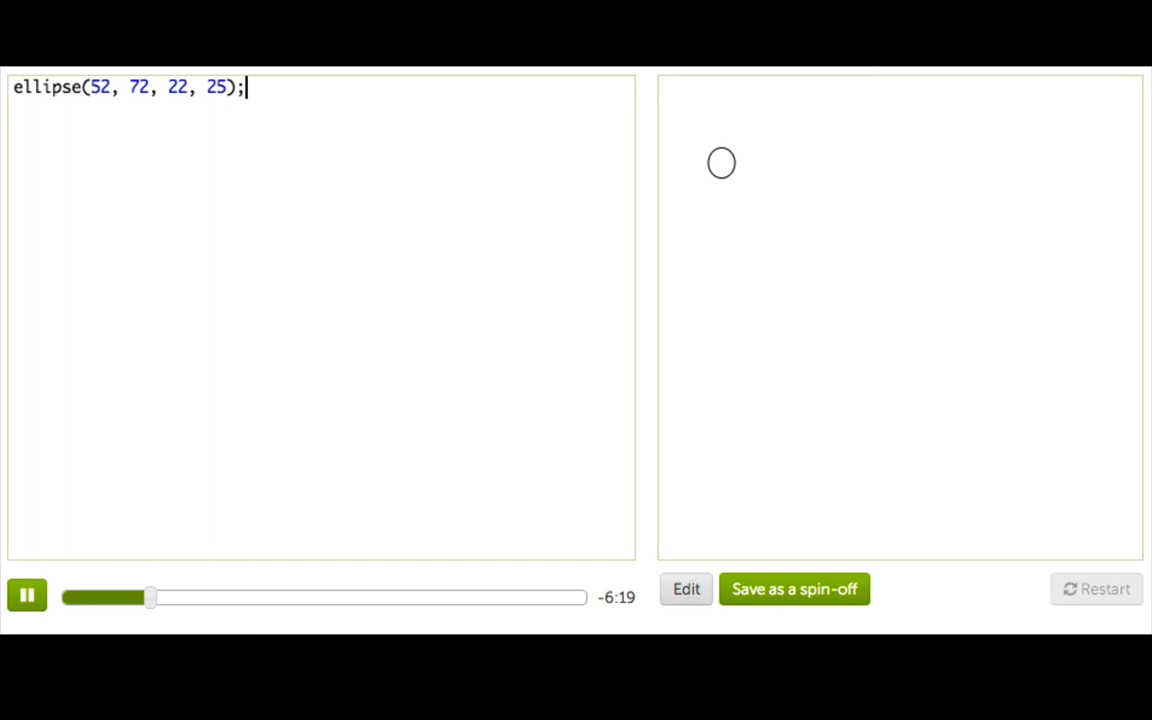 ellipse(52, 72, 22, 25);
-6:19
Edit
Save as a spin-off
Restart